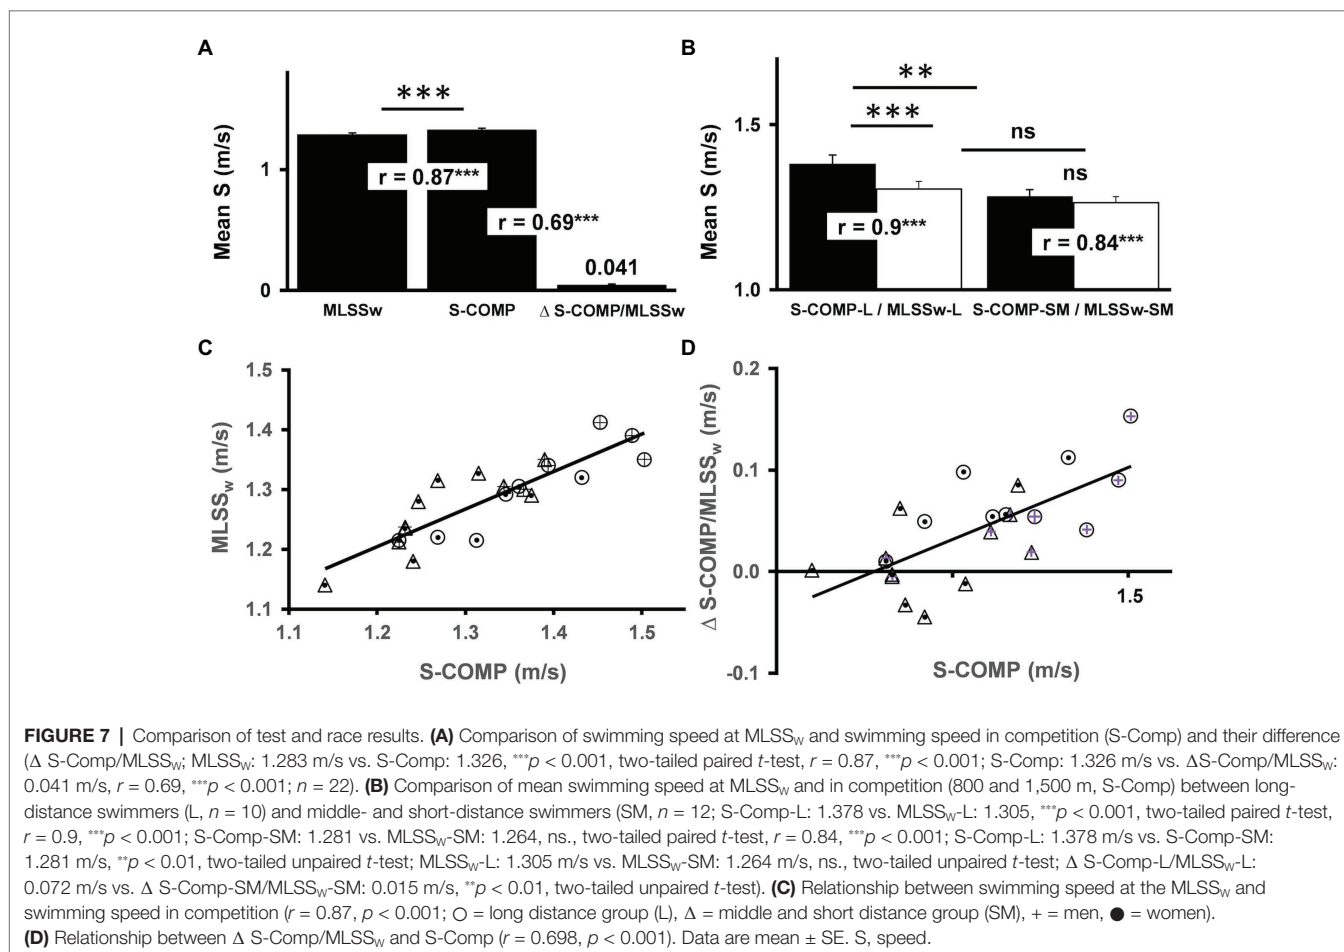 A
***
Mean S (m/s)
1
0
r = 0.87***
r = 0.69***
0.041
MLSSw
S-COMP
Δ S-COMP/MLSSw
B
**
***
ns
ns
Mean S (m/s)
1.5
1.0
r = 0.9***
r = 0.84***
S-COMP-L / MLSSw-L
S-COMP-SM / MLSSw-SM
C
MLSSw (m/s)
1.5
1.4
1.3
1.2
1.1
1.1 1.2 1.3 1.4 1.5
S-COMP (m/s)
D
Δ S-COMP/MLSSw (m/s)
0.2
0.1
0.0
-0.1
1.5
S-COMP (m/s)
FIGURE 7 | Comparison of test and race results. (A) Comparison of swimming speed at MLSSW and swimming speed in competition (S-Comp) and their difference
(Δ S-Comp/MLSSW; MLSSW: 1.283 m/s vs. S-Comp: 1.326, ***p < 0.001, two-tailed paired t-test, r = 0.87, ***p < 0.001; S-Comp: 1.326 m/s vs. ΔS-Comp/MLSSW:
0.041 m/s, r = 0.69, ***p < 0.001; n = 22). (B) Comparison of mean swimming speed at MLSSW and in competition (800 and 1,500 m, S-Comp) between long-
distance swimmers (L, n = 10) and middle- and short-distance swimmers (SM, n = 12; S-Comp-L: 1.378 vs. MLSSW-L: 1.305, ***p < 0.001, two-tailed paired t-test,
r = 0.9, ***p < 0.001; S-Comp-SM: 1.281 vs. MLSSW-SM: 1.264, ns., two-tailed paired t-test, r = 0.84, ***p < 0.001; S-Comp-L: 1.378 m/s vs. S-Comp-SM:
1.281 m/s, **p < 0.01, two-tailed unpaired t-test; MLSSW-L: 1.305 m/s vs. MLSSW-SM: 1.264 m/s, ns., two-tailed unpaired t-test; Δ S-Comp-L/MLSSW-L:
0.072 m/s vs. Δ S-Comp-SM/MLSSW-SM: 0.015 m/s, **p < 0.01, two-tailed unpaired t-test). (C) Relationship between swimming speed at the MLSSW and
swimming speed in competition (r = 0.87, p < 0.001; ○ = long distance group (L), Δ = middle and short distance group (SM), + = men, ● = women).
(D) Relationship between Δ S-Comp/MLSSW and S-Comp (r = 0.698, p < 0.001). Data are mean ± SE. S, speed.